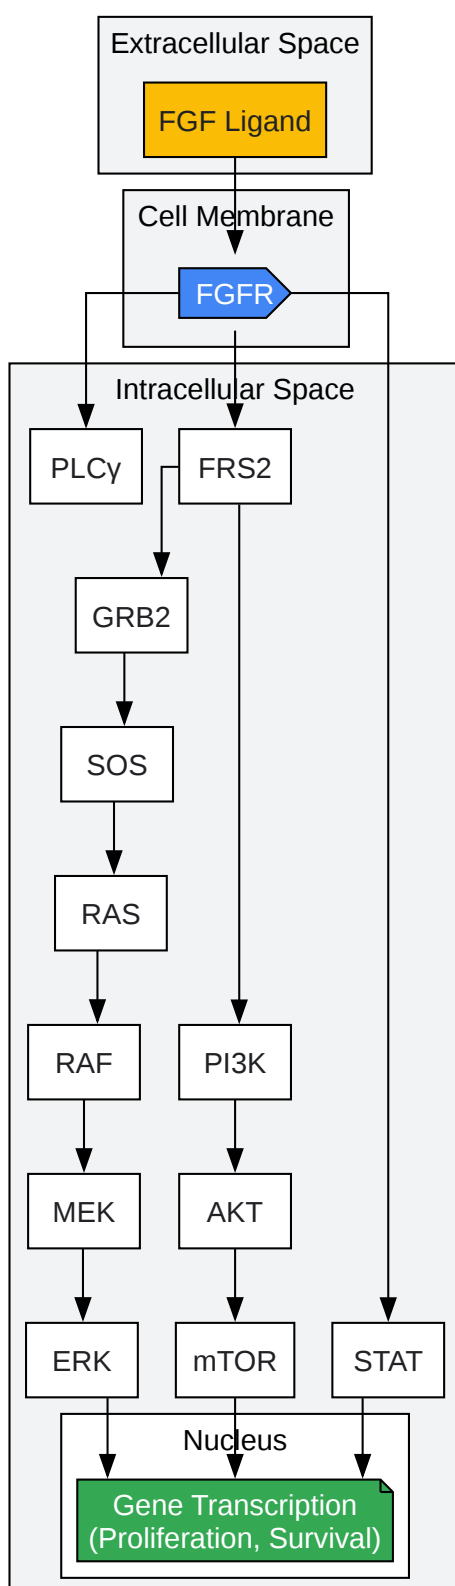 Extracellular Space
FGF Ligand
Cell Membrane
FGFR
Intracellular Space
PLCγ
FRS2
GRB2
SOS
RAS
RAF
PI3K
MEK
AKT
ERK
mTOR
STAT
Nucleus
Gene Transcription
(Proliferation, Survival)